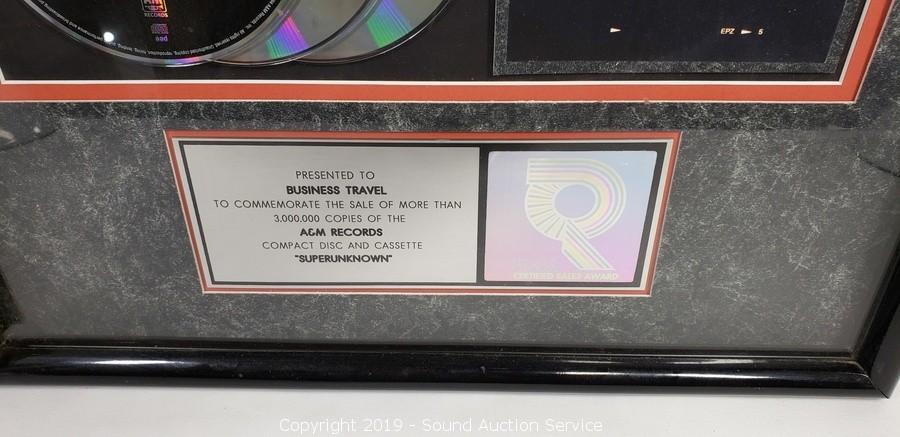 A&M
RECORDS
EPZ 5
PRESENTED TO
BUSINESS TRAVEL
TO COMMEMORATE THE SALE OF MORE THAN
3,000,000 COPIES OF THE
A&M RECORDS
COMPACT DISC AND CASSETTE
"SUPERUNKNOWN"
CERTIFIED SALES AWARD
Copyright 2019 - Sound Auction Service